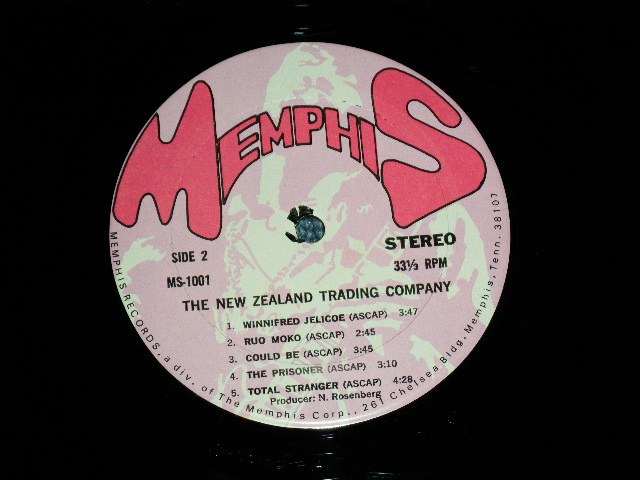 MEMPHIS
SIDE 2
MS-1001
STEREO
33⅓ RPM
THE NEW ZEALAND TRADING COMPANY
1. WINNIFRED JELICOE (ASCAP) 3:47
2. RUO MOKO (ASCAP) 2:45
3. COULD BE (ASCAP) 3:45
4. THE PRISONER (ASCAP) 3:10
5. TOTAL STRANGER (ASCAP) 4:28
Producer: N. Rosenberg
MEMPHIS RECORDS, a div. of The Memphis Corp., 261 Chelsea Bldg. Memphis, Tenn. 38107